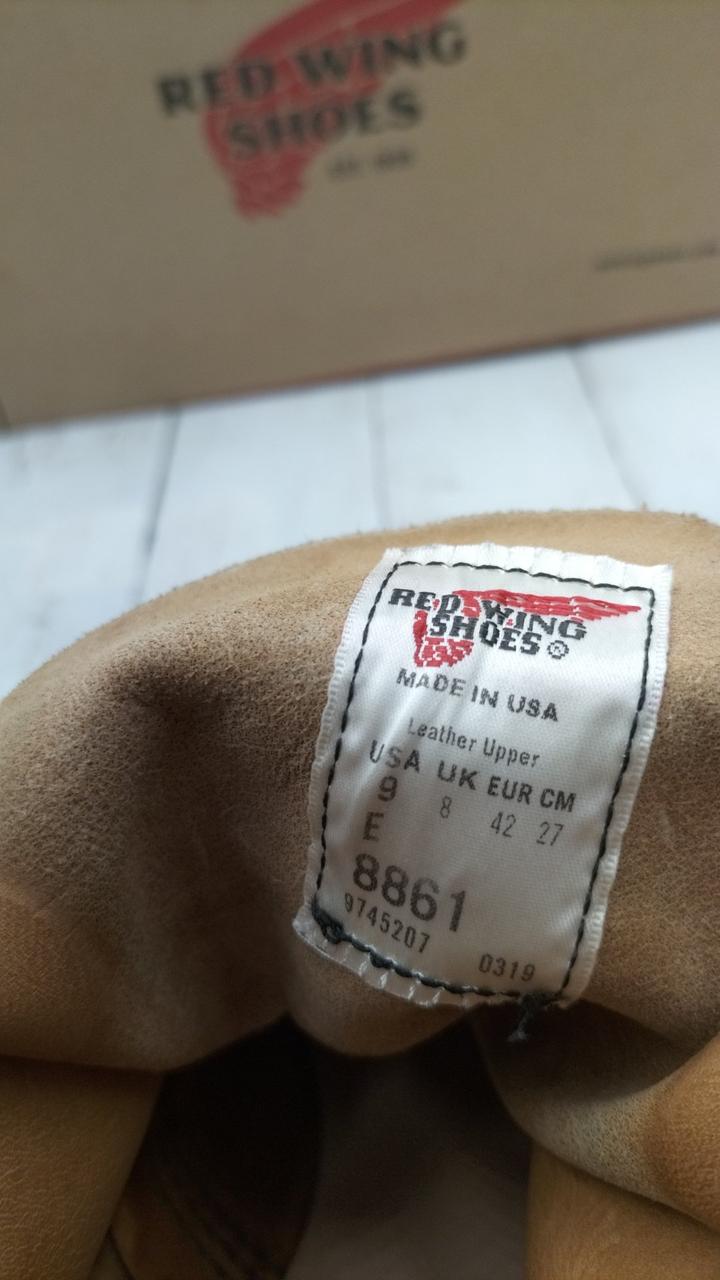 RED WING
SHOES
RED WING
SHOES®
MADE IN USA
Leather Upper
USA UK EUR CM
9 8 42 27
E
8861
9745207 0319